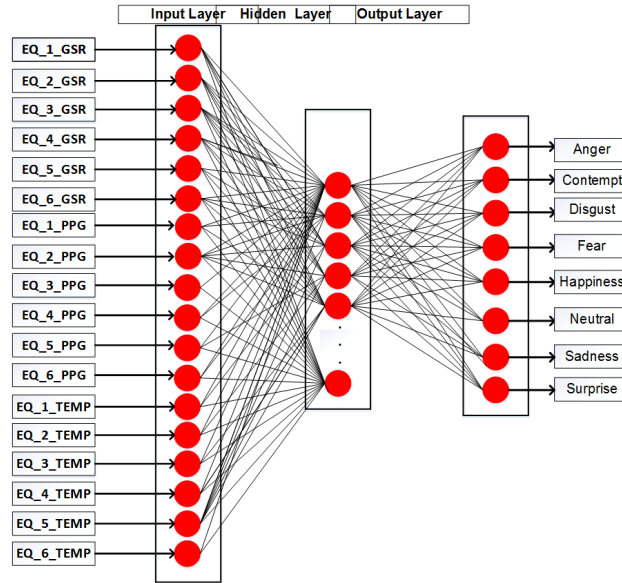 Input Layer Hidden Layer Output Layer
EQ_1_GSR
EQ_2_GSR
EQ_3_GSR
EQ_4_GSR
EQ_5_GSR
EQ_6_GSR
EQ_1_PPG
EQ_2_PPG
EQ_3_PPG
EQ_4_PPG
EQ_5_PPG
EQ_6_PPG
EQ_1_TEMP
EQ_2_TEMP
EQ_3_TEMP
EQ_4_TEMP
EQ_5_TEMP
EQ_6_TEMP
Anger
Contempt
Disgust
Fear
Happiness
Neutral
Sadness
Surprise